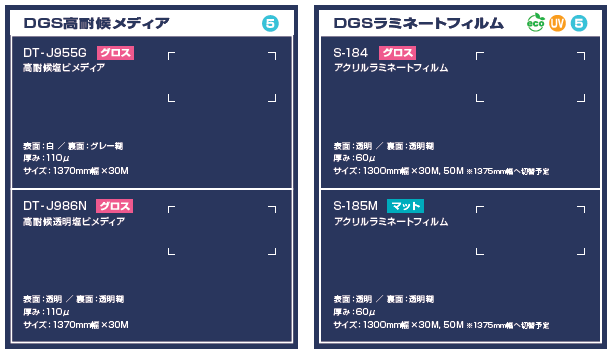 DGS高耐候メディア 5
DT-J955G グロス
高耐候塩ビメディア
表面：白 ／ 裏面：グレー糊
厚み：110μ
サイズ：1370mm幅×30M
DT-J986N グロス
高耐候透明塩ビメディア
表面：透明 ／ 裏面：透明糊
厚み：110μ
サイズ：1370mm幅×30M
DGSラミネートフィルム eco UV 5
S-184 グロス
アクリルラミネートフィルム
表面：透明 ／ 裏面：透明糊
厚み：60μ
サイズ：1300mm幅×30M, 50M ※1375mm幅へ切替予定
S-185M マット
アクリルラミネートフィルム
表面：透明 ／ 裏面：透明糊
厚み：60μ
サイズ：1300mm幅×30M, 50M ※1375mm幅へ切替予定